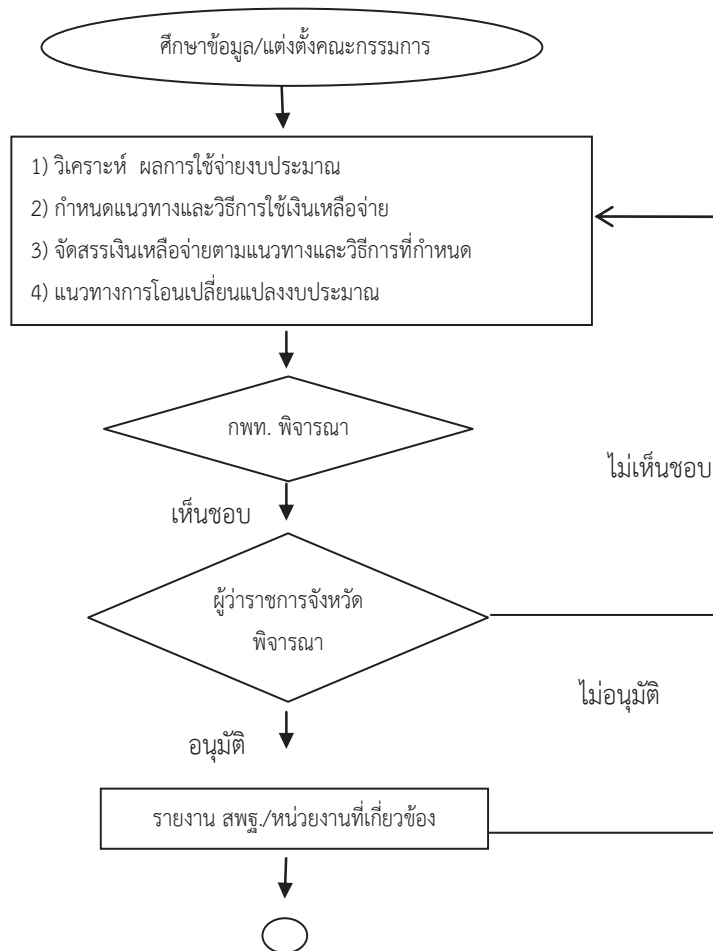 ศึกษาข้อมูล/แต่งตั้งคณะกรรมการ
1) วิเคราะห์ ผลการใช้จ่ายงบประมาณ
2) กำหนดแนวทางและวิธีการใช้เงินเหลือจ่าย
3) จัดสรรเงินเหลือจ่ายตามแนวทางและวิธีการที่กำหนด
4) แนวทางการโอนเปลี่ยนแปลงงบประมาณ
กพท. พิจารณา
ไม่เห็นชอบ
เห็นชอบ
ผู้ว่าราชการจังหวัด
พิจารณา
ไม่อนุมัติ
อนุมัติ
รายงาน สพฐ./หน่วยงานที่เกี่ยวข้อง